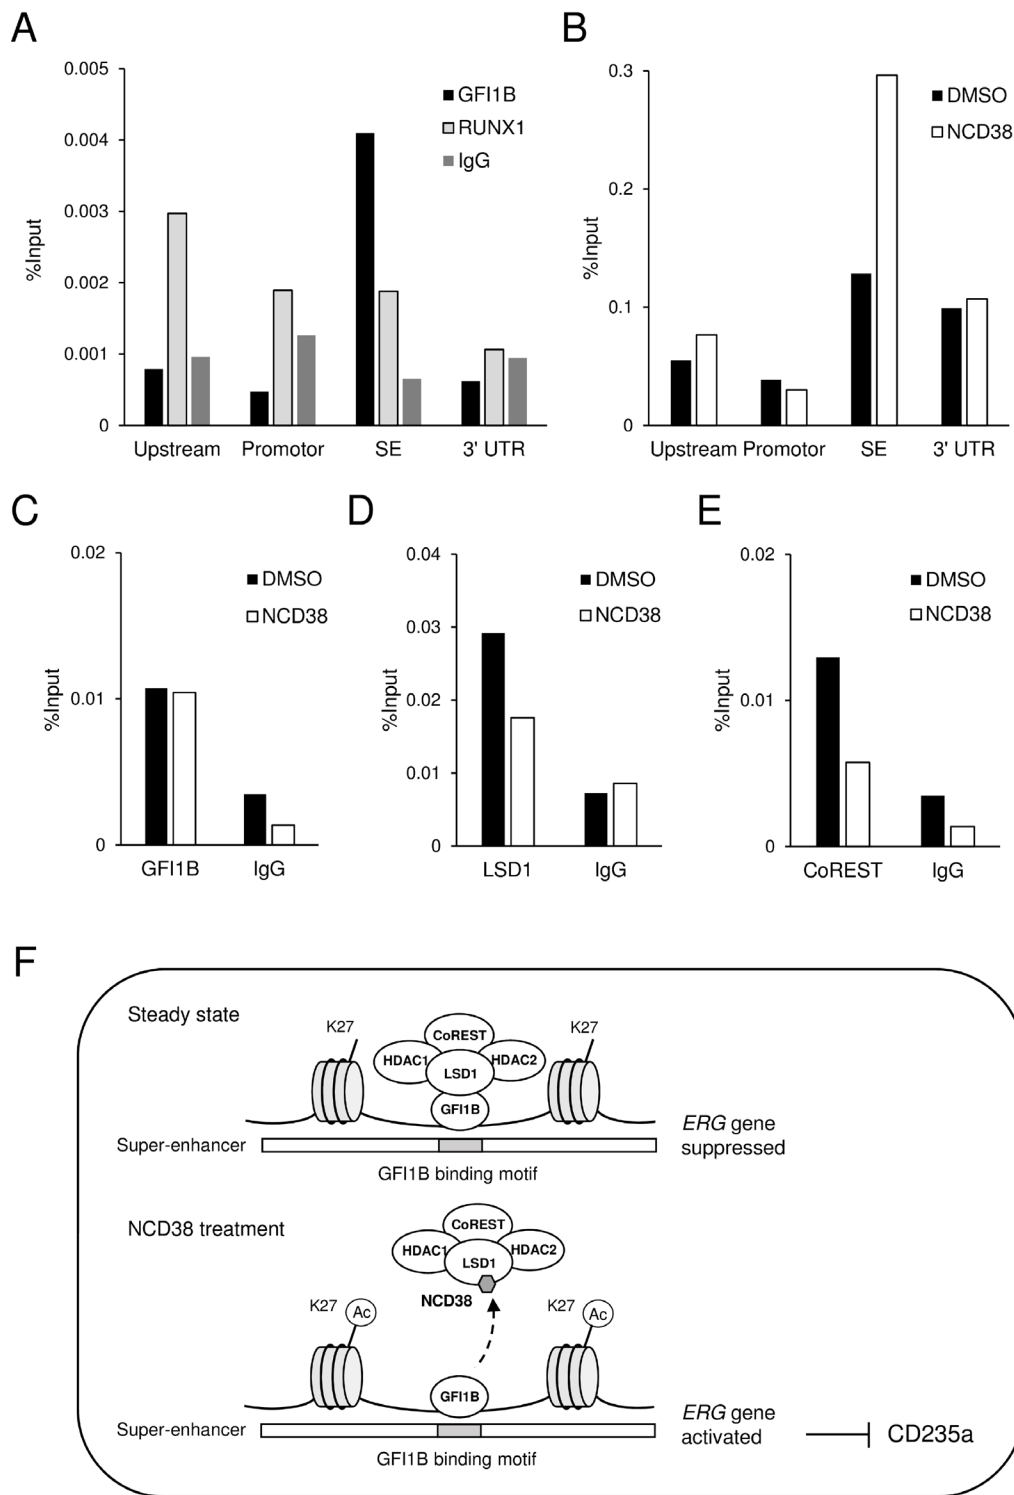 A
0.005
0.004
0.003
0.002
0.001
0
%Input
GFI1B
RUNX1
IgG
Upstream
Promotor
SE
3' UTR
B
0.3
0.2
0.1
0
%Input
DMSO
NCD38
Upstream
Promotor
SE
3' UTR
C
0.02
0.01
0
%Input
DMSO
NCD38
GFI1B
IgG
D
0.04
0.03
0.02
0.01
0
%Input
DMSO
NCD38
LSD1
IgG
E
0.02
0.01
0
%Input
DMSO
NCD38
CoREST
IgG
F
Steady state
K27
CoREST
HDAC1
HDAC2
LSD1
GFI1B
K27
Super-enhancer
GFI1B binding motif
ERG gene
suppressed
NCD38 treatment
CoREST
HDAC1
HDAC2
LSD1
NCD38
K27
Ac
K27
Ac
GFI1B
Super-enhancer
GFI1B binding motif
ERG gene
activated
CD235a